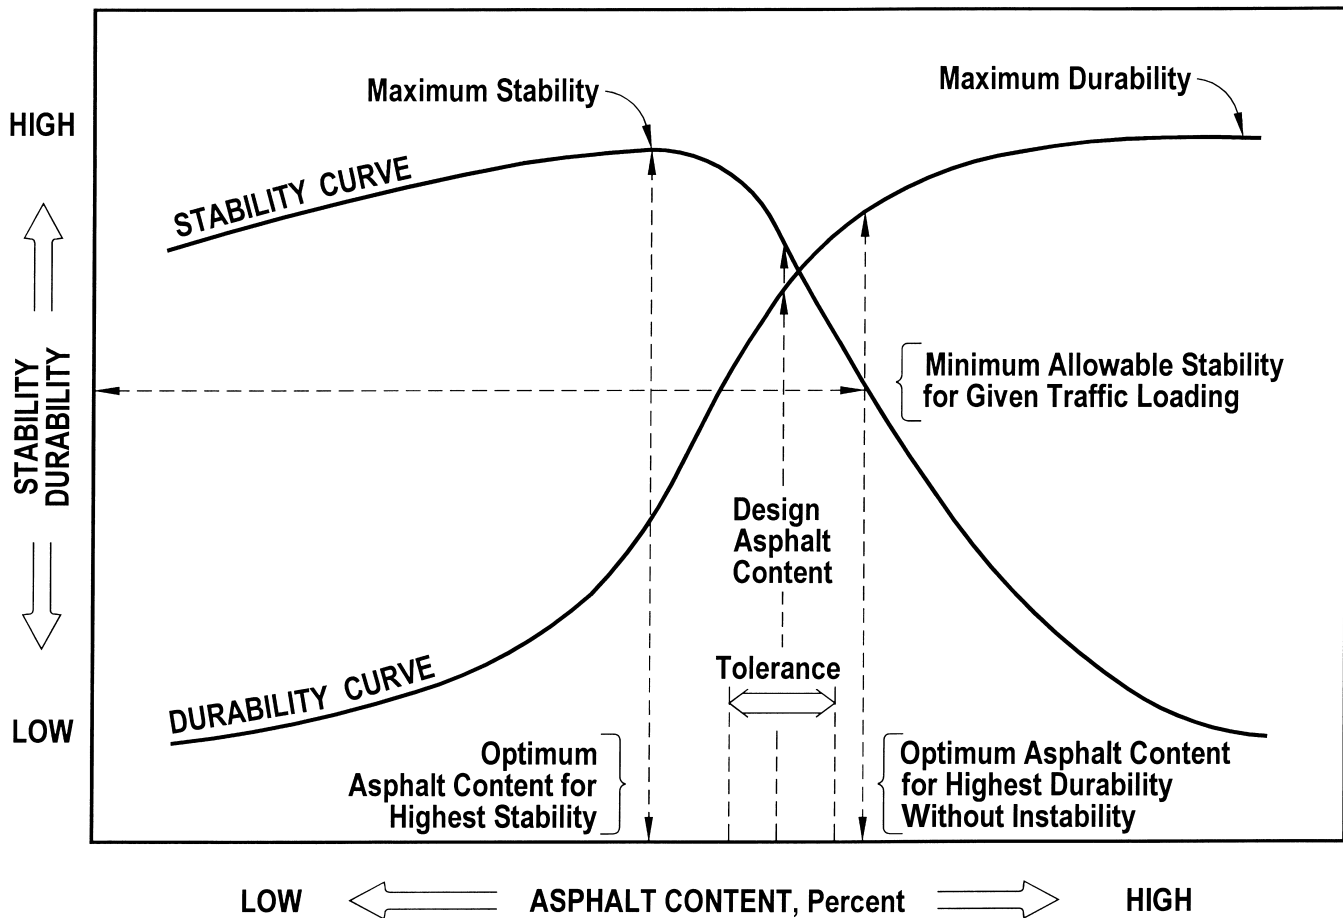 Maximum Stability
Maximum Durability
HIGH
STABILITY CURVE
STABILITY
DURABILITY
Minimum Allowable Stability
for Given Traffic Loading
Design
Asphalt
Content
Tolerance
DURABILITY CURVE
LOW
Optimum
Asphalt Content for
Highest Stability
Optimum Asphalt Content
for Highest Durability
Without Instability
LOW
ASPHALT CONTENT, Percent
HIGH